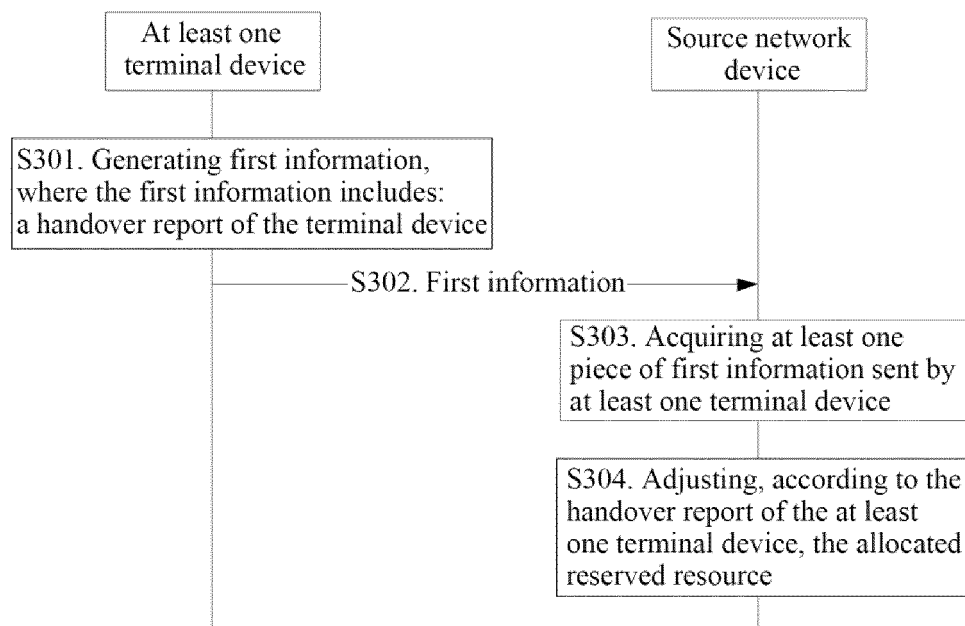 At least one
terminal device
Source network
device
S301. Generating first information,
where the first information includes:
a handover report of the terminal device
S302. First information
S303. Acquiring at least one
piece of first information sent by
at least one terminal device
S304. Adjusting, according to the
handover report of the at least
one terminal device, the allocated
reserved resource